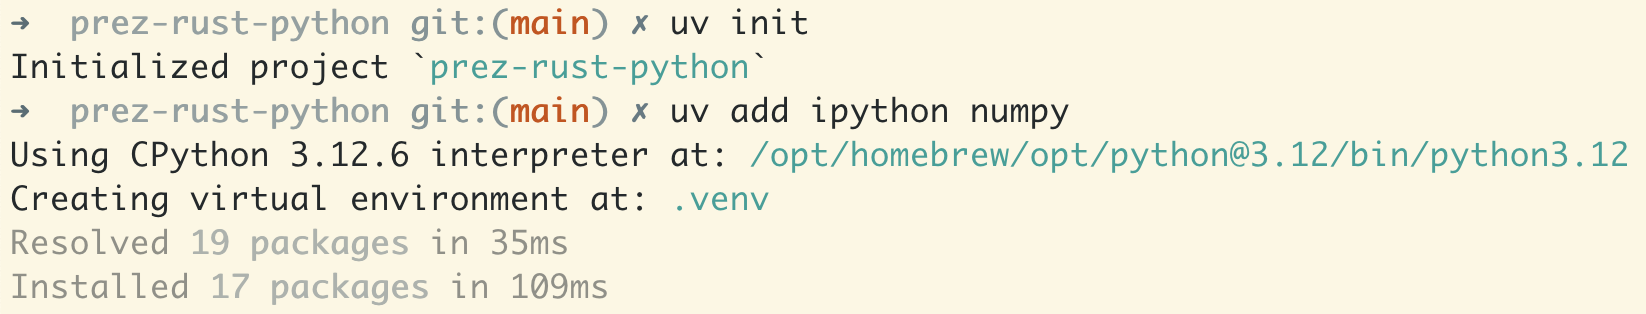 ➜  prez-rust-python git:(main) ✗ uv init
Initialized project `prez-rust-python`
➜  prez-rust-python git:(main) ✗ uv add ipython numpy
Using CPython 3.12.6 interpreter at: /opt/homebrew/opt/python@3.12/bin/python3.12
Creating virtual environment at: .venv
Resolved 19 packages in 35ms
Installed 17 packages in 109ms